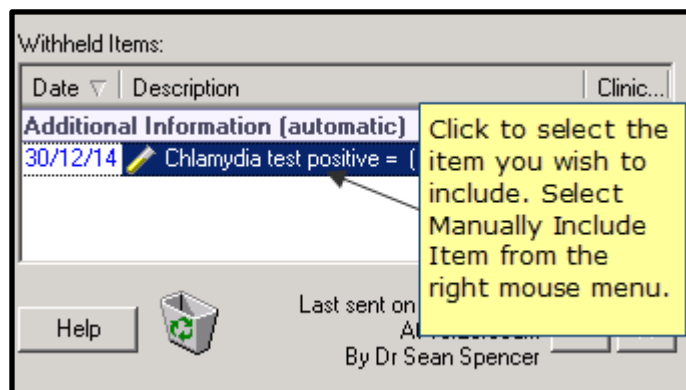 Withheld Items:
Date Description Clinic...
Additional Information (automatic)
30/12/14 Chlamydia test positive = (
Click to select the
item you wish to
include. Select
Manually Include
Item from the
right mouse menu.
Help
Last sent on
By Dr Sean Spencer